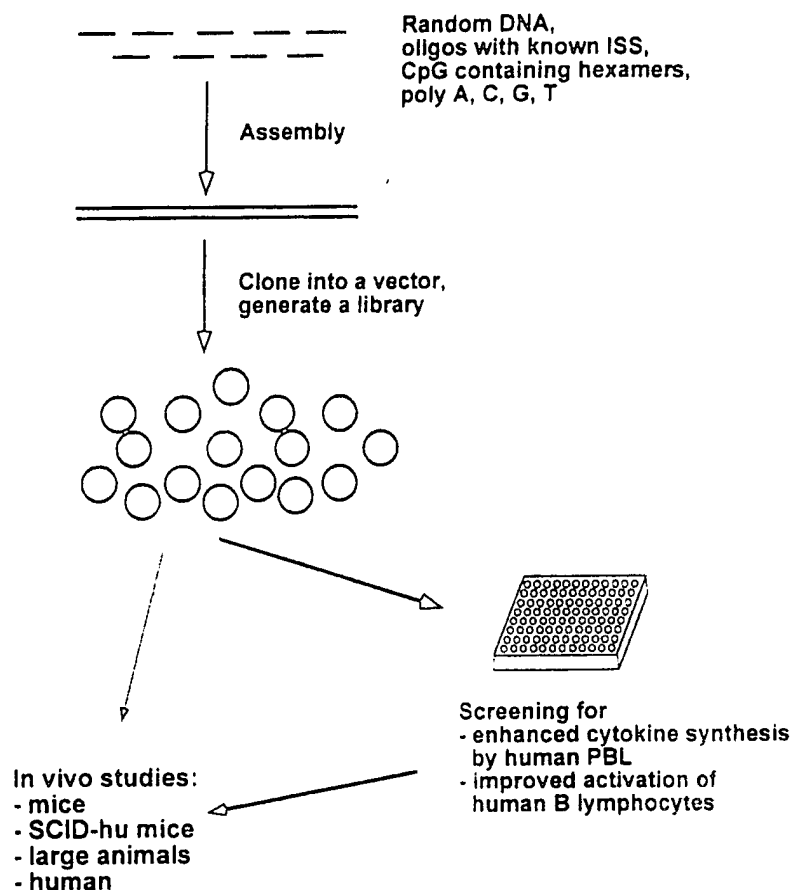 Random DNA,
oligos with known ISS,
CpG containing hexamers,
poly A, C, G, T
Assembly
Clone into a vector,
generate a library
Screening for
- enhanced cytokine synthesis
by human PBL
- improved activation of
human B lymphocytes
In vivo studies:
- mice
- SCID-hu mice
- large animals
- human